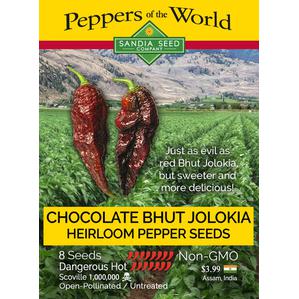 Peppers of the World
SANDIA SEED
COMPANY
Just as evil as
red Bhut Jolokia,
but sweeter and
more delicious!
CHOCOLATE BHUT JOLOKIA
HEIRLOOM PEPPER SEEDS
8 Seeds
Non-GMO
Dangerous Hot
$3.99
Scoville 1,000,000
Assam, India
Open-Pollinated / Untreated